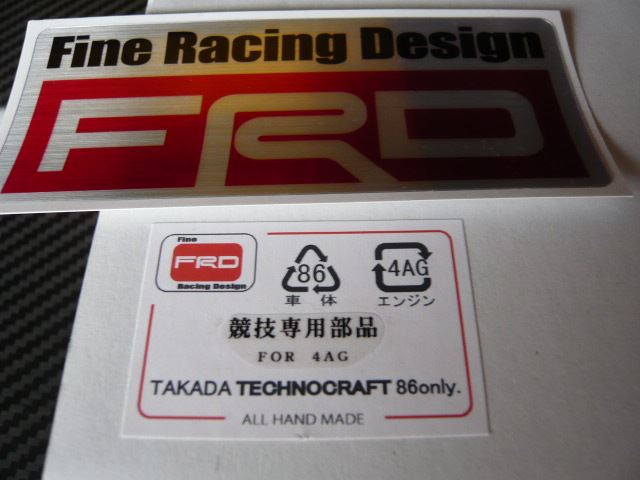 Fine Racing Design
FRD
Fine
FRD
Racing Design
86
車体
4AG
エンジン
競技専用部品
FOR 4AG
TAKADA TECHNOCRAFT 86only.
ALL HAND MADE